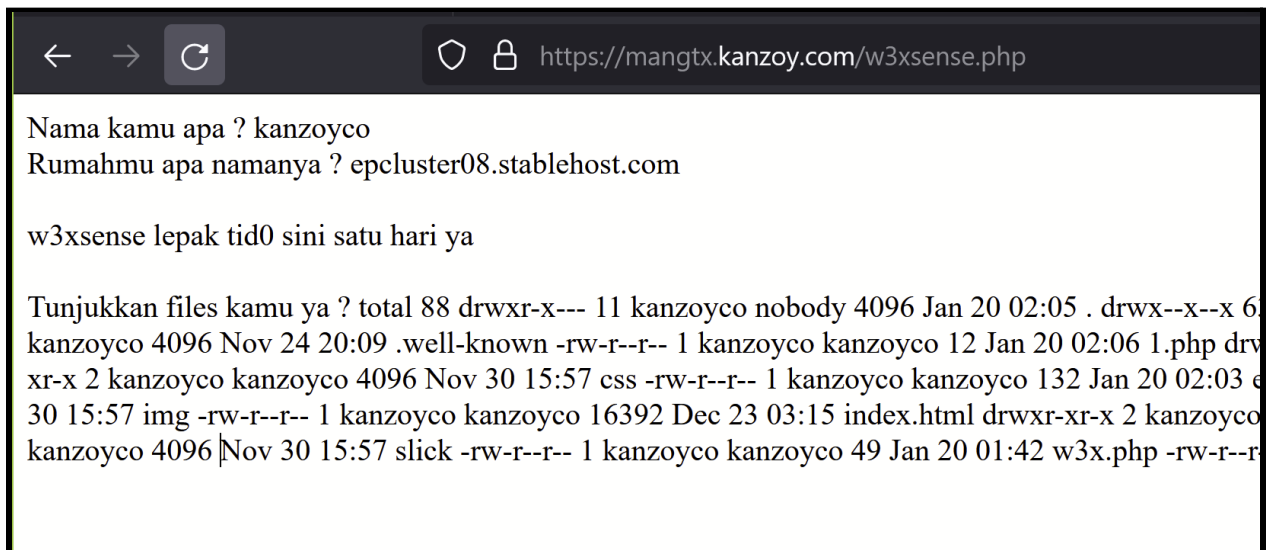 https://mangtx.kanzoy.com/w3xsense.php
Nama kamu apa ? kanzoyco
Rumahmu apa namanya ? epcluster08.stablehost.com
w3xsense lepak tid0 sini satu hari ya
Tunjukkan files kamu ya ? total 88 drwxr-x--- 11 kanzoyco nobody 4096 Jan 20 02:05 . drwx--x--x
kanzoyco 4096 Nov 24 20:09 .well-known -rw-r--r-- 1 kanzoyco kanzoyco 12 Jan 20 02:06 1.php
xr-x 2 kanzoyco kanzoyco 4096 Nov 30 15:57 css -rw-r--r-- 1 kanzoyco kanzoyco 132 Jan 20 02:03
30 15:57 img -rw-r--r-- 1 kanzoyco kanzoyco 16392 Dec 23 03:15 index.html drwxr-xr-x 2 kanzoyco
kanzoyco 4096 Nov 30 15:57 slick -rw-r--r-- 1 kanzoyco kanzoyco 49 Jan 20 01:42 w3x.php